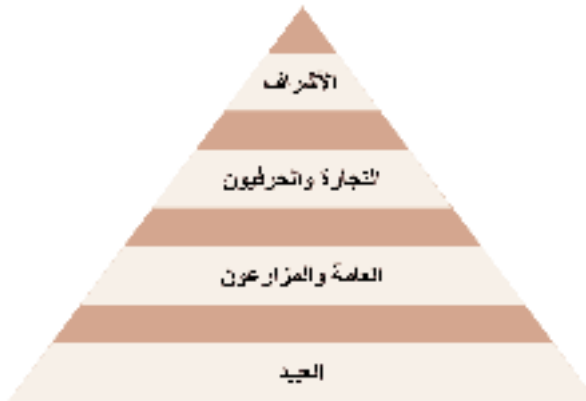 الأشراف
التجارة والحرفيون
العامة والمزارعون
العبيد